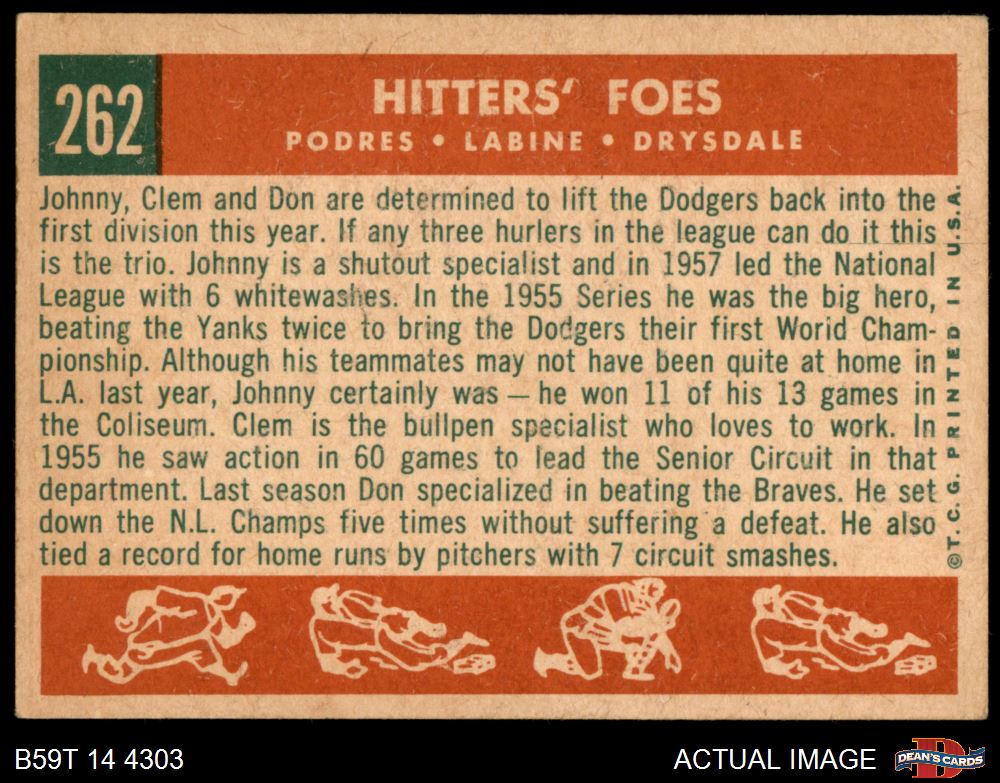 262
HITTERS' FOES
PODRES • LABINE • DRYSDALE
Johnny, Clem and Don are determined to lift the Dodgers back into the
first division this year. If any three hurlers in the league can do it this
is the trio. Johnny is a shutout specialist and in 1957 led the National
League with 6 whitewashes. In the 1955 Series he was the big hero,
beating the Yanks twice to bring the Dodgers their first World Cham-
pionship. Although his teammates may not have been quite at home in
L.A. last year, Johnny certainly was — he won 11 of his 13 games in
the Coliseum. Clem is the bullpen specialist who loves to work. In
1955 he saw action in 60 games to lead the Senior Circuit in that
department. Last season Don specialized in beating the Braves. He set
down the N.L. Champs five times without suffering a defeat. He also
tied a record for home runs by pitchers with 7 circuit smashes.
©T.C.G. PRINTED IN U.S.A.
B59T 14 4303
ACTUAL IMAGE
D
DEAN'S CARDS